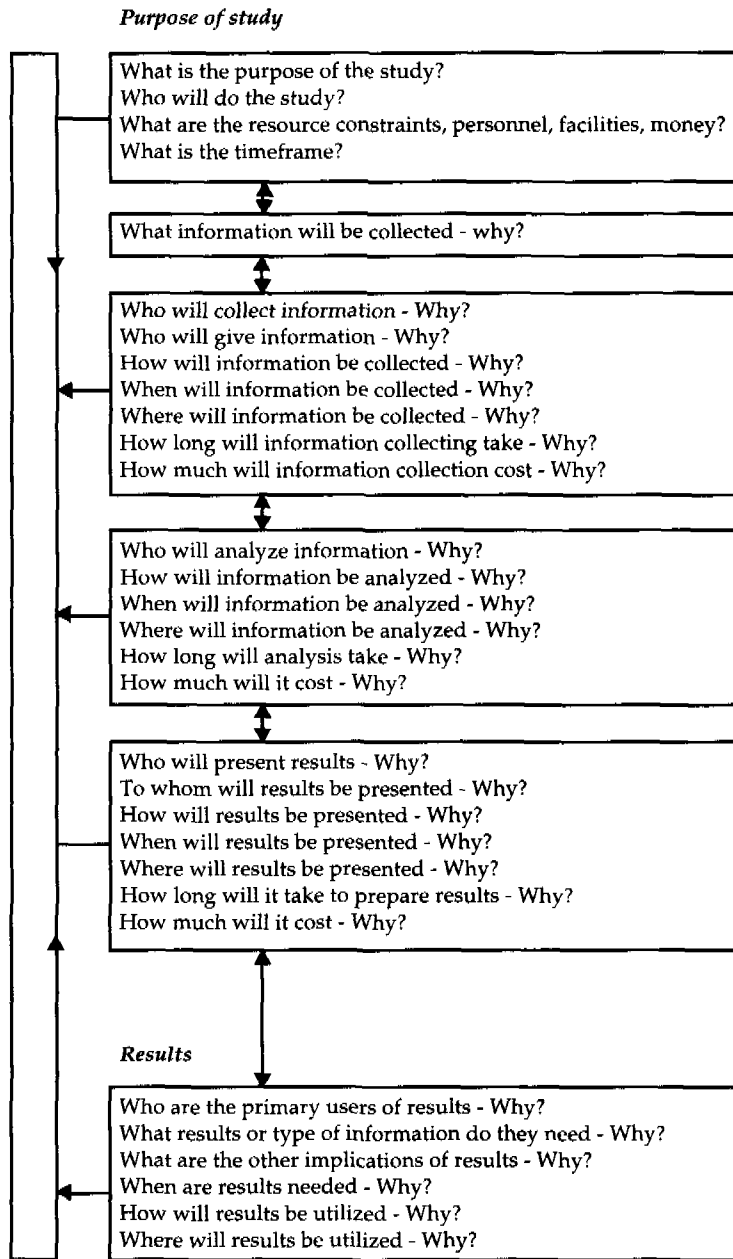 Purpose of study
What is the purpose of the study?
Who will do the study?
What are the resource constraints, personnel, facilities, money?
What is the timeframe?
What information will be collected - why?
Who will collect information - Why?
Who will give information - Why?
How will information be collected - Why?
When will information be collected - Why?
Where will information be collected - Why?
How long will information collecting take - Why?
How much will information collection cost - Why?
Who will analyze information - Why?
How will information be analyzed - Why?
When will information be analyzed - Why?
Where will information be analyzed - Why?
How long will analysis take - Why?
How much will it cost - Why?
Who will present results - Why?
To whom will results be presented - Why?
How will results be presented - Why?
When will results be presented - Why?
Where will results be presented - Why?
How long will it take to prepare results - Why?
How much will it cost - Why?
Results
Who are the primary users of results - Why?
What results or type of information do they need - Why?
What are the other implications of results - Why?
When are results needed - Why?
How will results be utilized - Why?
Where will results be utilized - Why?